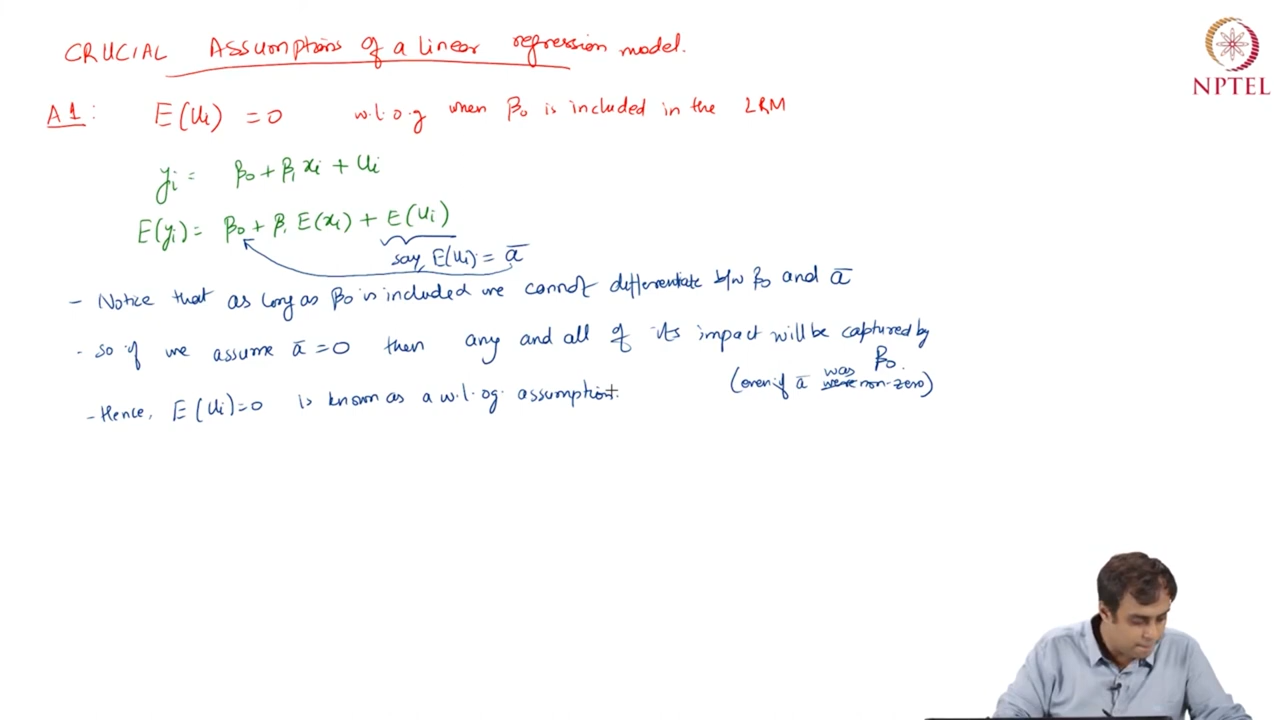 CRUCIAL Assumptions of a linear regression model.
NPTEL
A1: E(Ui) = 0 w.l.o.g when β0 is included in the LRM
yi = β0 + β1 xi + Ui
E(yi) = β0 + β1 E(xi) + E(Ui)
say, E(Ui) = a̅
- Notice that as long as β0 is included we cannot differentiate b/w β0 and a̅
- So if we assume a̅ = 0 then any and all of its impact will be captured by
β0.
(even if a̅ was were non-zero)
- Hence, E(Ui)=0 is known as a w.l.og. assumption.